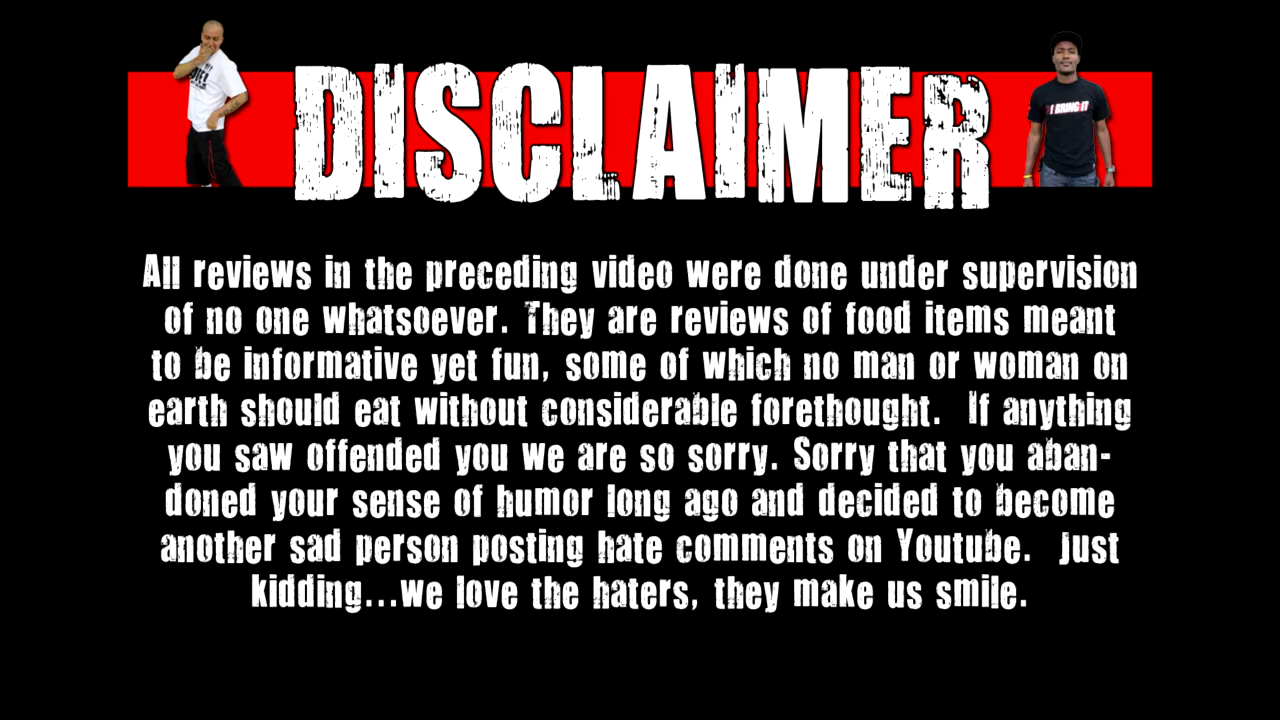 DISCLAIMER
I BRING IT
All reviews in the preceding video were done under supervision
of no one whatsoever. They are reviews of food items meant
to be informative yet fun, some of which no man or woman on
earth should eat without considerable forethought. If anything
you saw offended you we are so sorry. Sorry that you aban-
doned your sense of humor long ago and decided to become
another sad person posting hate comments on Youtube. Just
kidding...we love the haters, they make us smile.